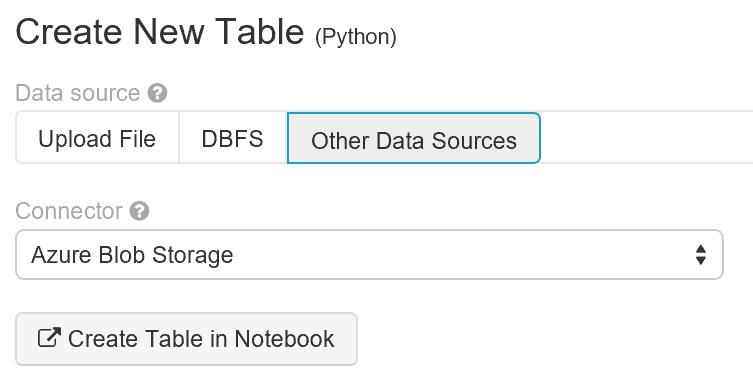 Create New Table (Python)
Data source ?
Upload File DBFS Other Data Sources
Connector ?
Azure Blob Storage
Create Table in Notebook